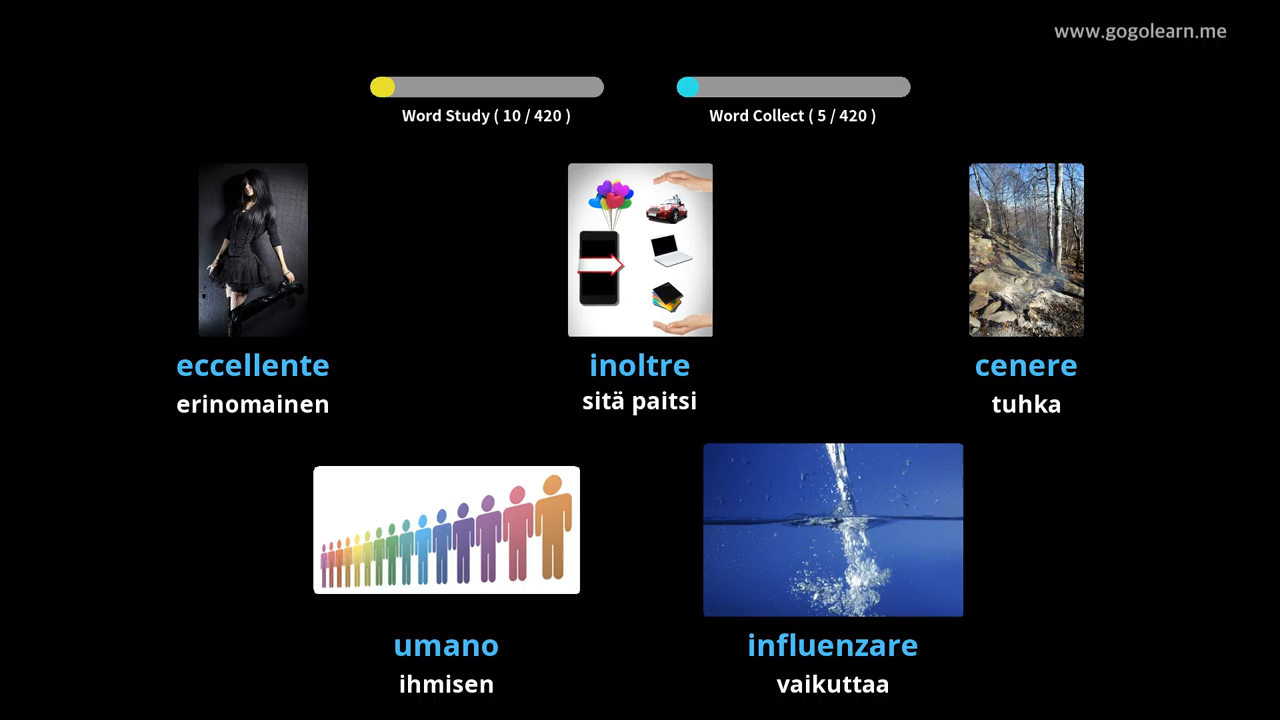 www.gogolearn.me
Word Study ( 10 / 420 )
Word Collect ( 5 / 420 )
eccellente
erinomainen
inoltre
sitä paitsi
cenere
tuhka
umano
ihmisen
influenzare
vaikuttaa